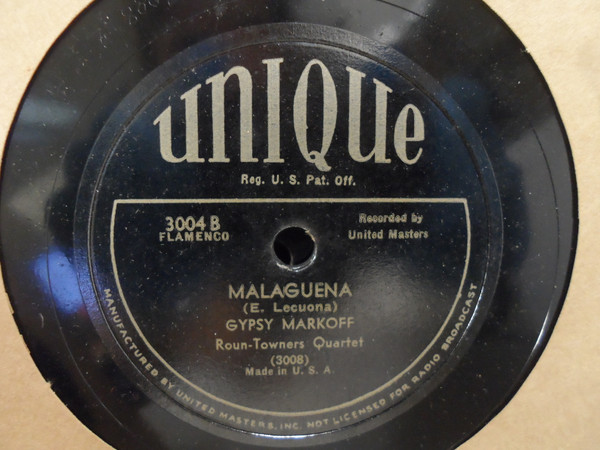 unIQue
Reg. U. S. Pat. Off.
3004 B
FLAMENCO
Recorded by
United Masters
MALAGUENA
(E. Lecuona)
GYPSY MARKOFF
Roun-Towners Quartet
(3008)
Made in U. S. A.
MANUFACTURED BY UNITED MASTERS, INC. NOT LICENSED FOR RADIO BROADCAST